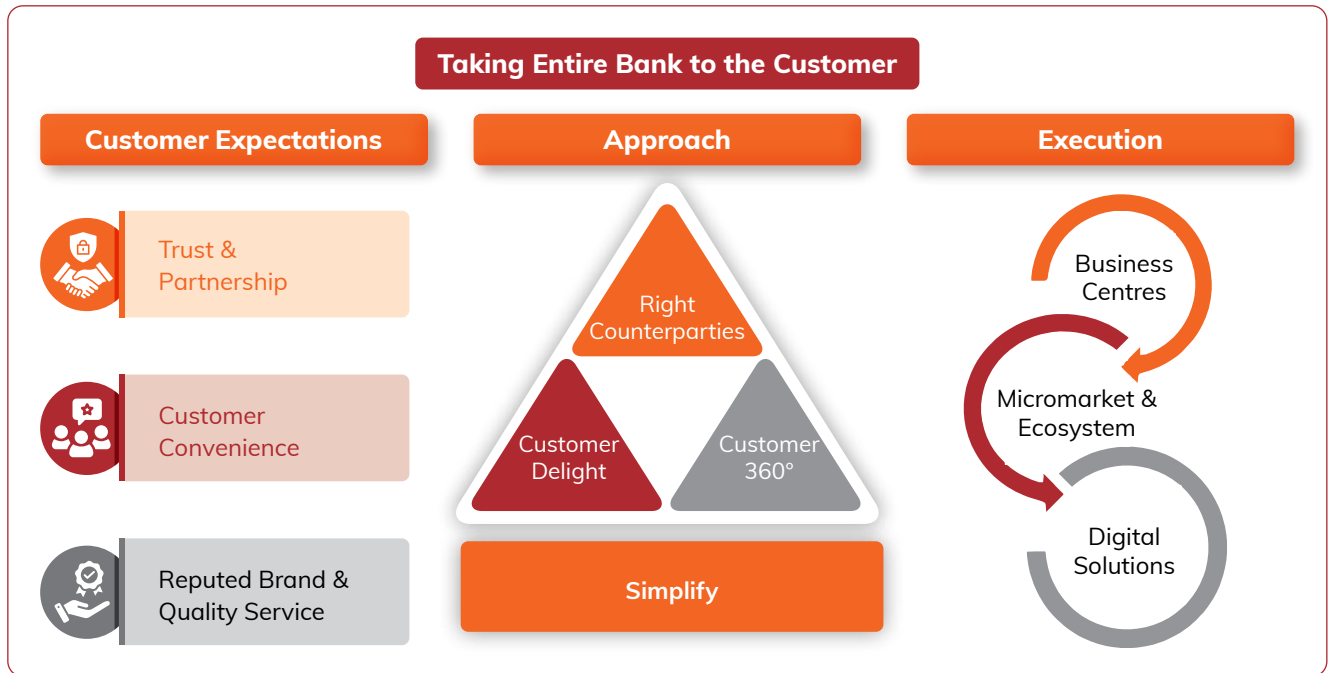 Taking Entire Bank to the Customer
Customer Expectations
Trust &
Partnership
Customer
Convenience
Reputed Brand &
Quality Service
Approach
Right
Counterparties
Customer
Delight
Customer
360°
Simplify
Execution
Business
Centres
Micromarket &
Ecosystem
Digital
Solutions